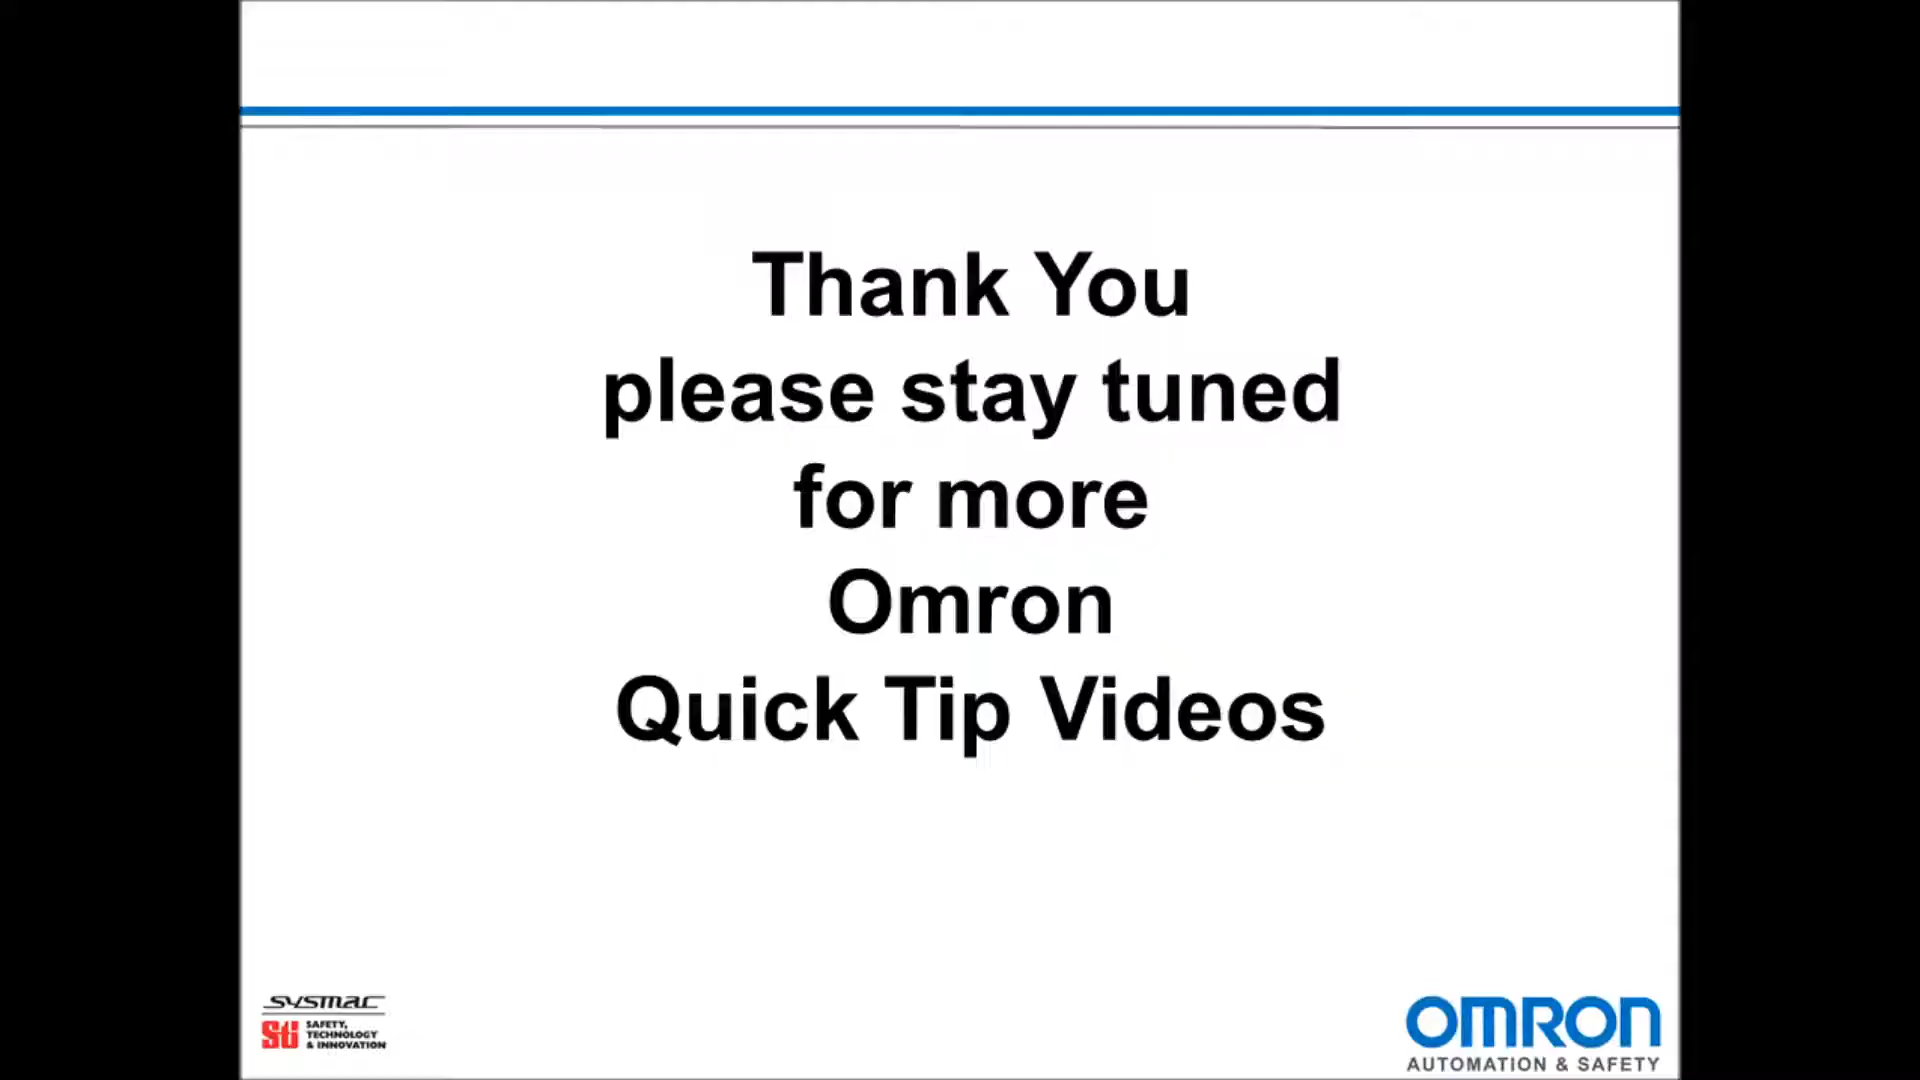 Thank You
please stay tuned
for more
Omron
Quick Tip Videos
sysmac
Sti SAFETY,
TECHNOLOGY
& INNOVATION
OMRON
AUTOMATION & SAFETY